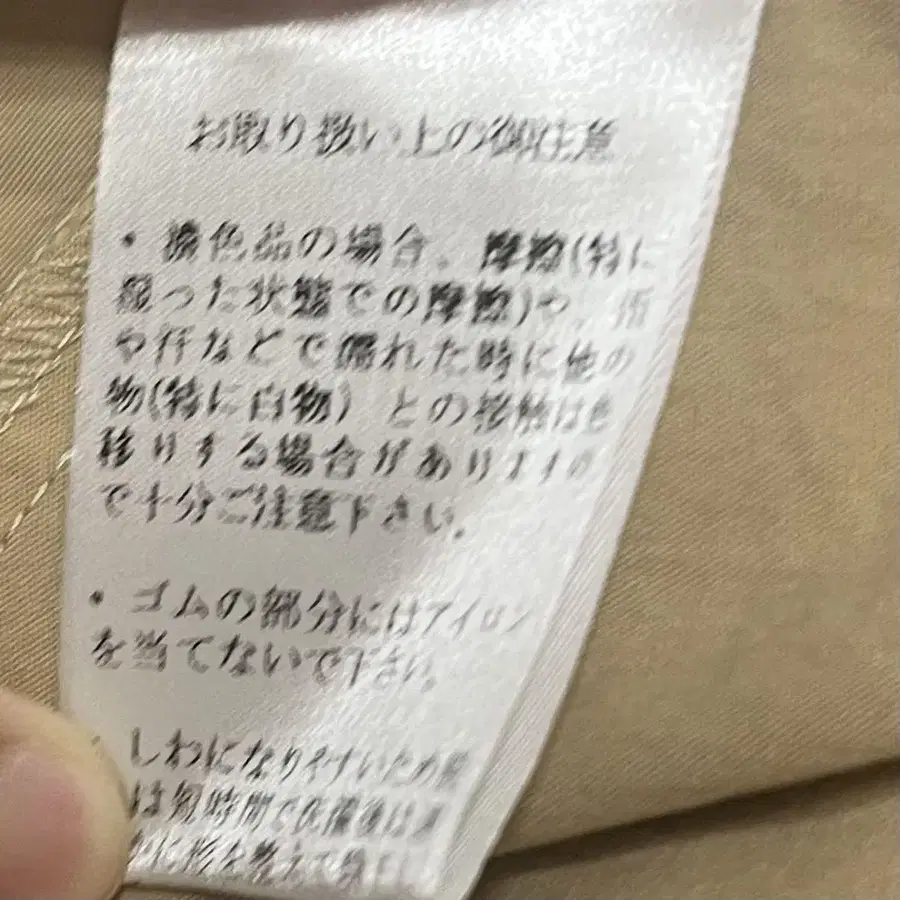 お取り扱い上の御注意
・濃色品の場合、摩擦(特に
湿った状態での摩擦)や、雨
や汗などで濡れた時に他の
物(特に白物) との接触は色
移りする場合がありますの
で十分ご注意下さい。
・ゴムの部分にはアイロン
を当てないで下さい。
・しわになりやすいため脱
は短時間で洗濯後は
に形を整えて